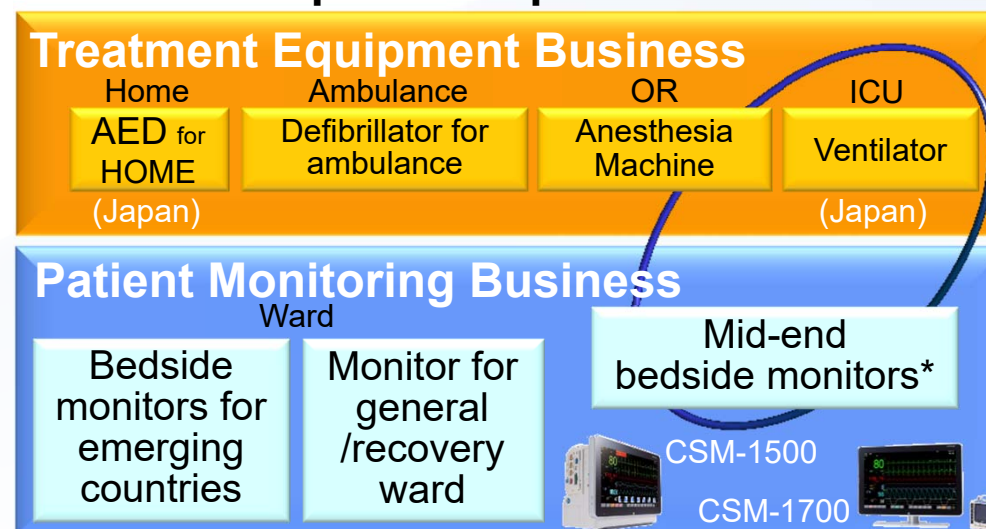 Treatment Equipment Business
Home
Ambulance
OR
ICU
AED for
HOME
Defibrillator for
ambulance
Anesthesia
Machine
Ventilator
(Japan)
(Japan)
Patient Monitoring Business
Ward
Bedside
monitors for
emerging
countries
Monitor for
general
/recovery
ward
Mid-end
bedside monitors*
CSM-1500
CSM-1700
80
80